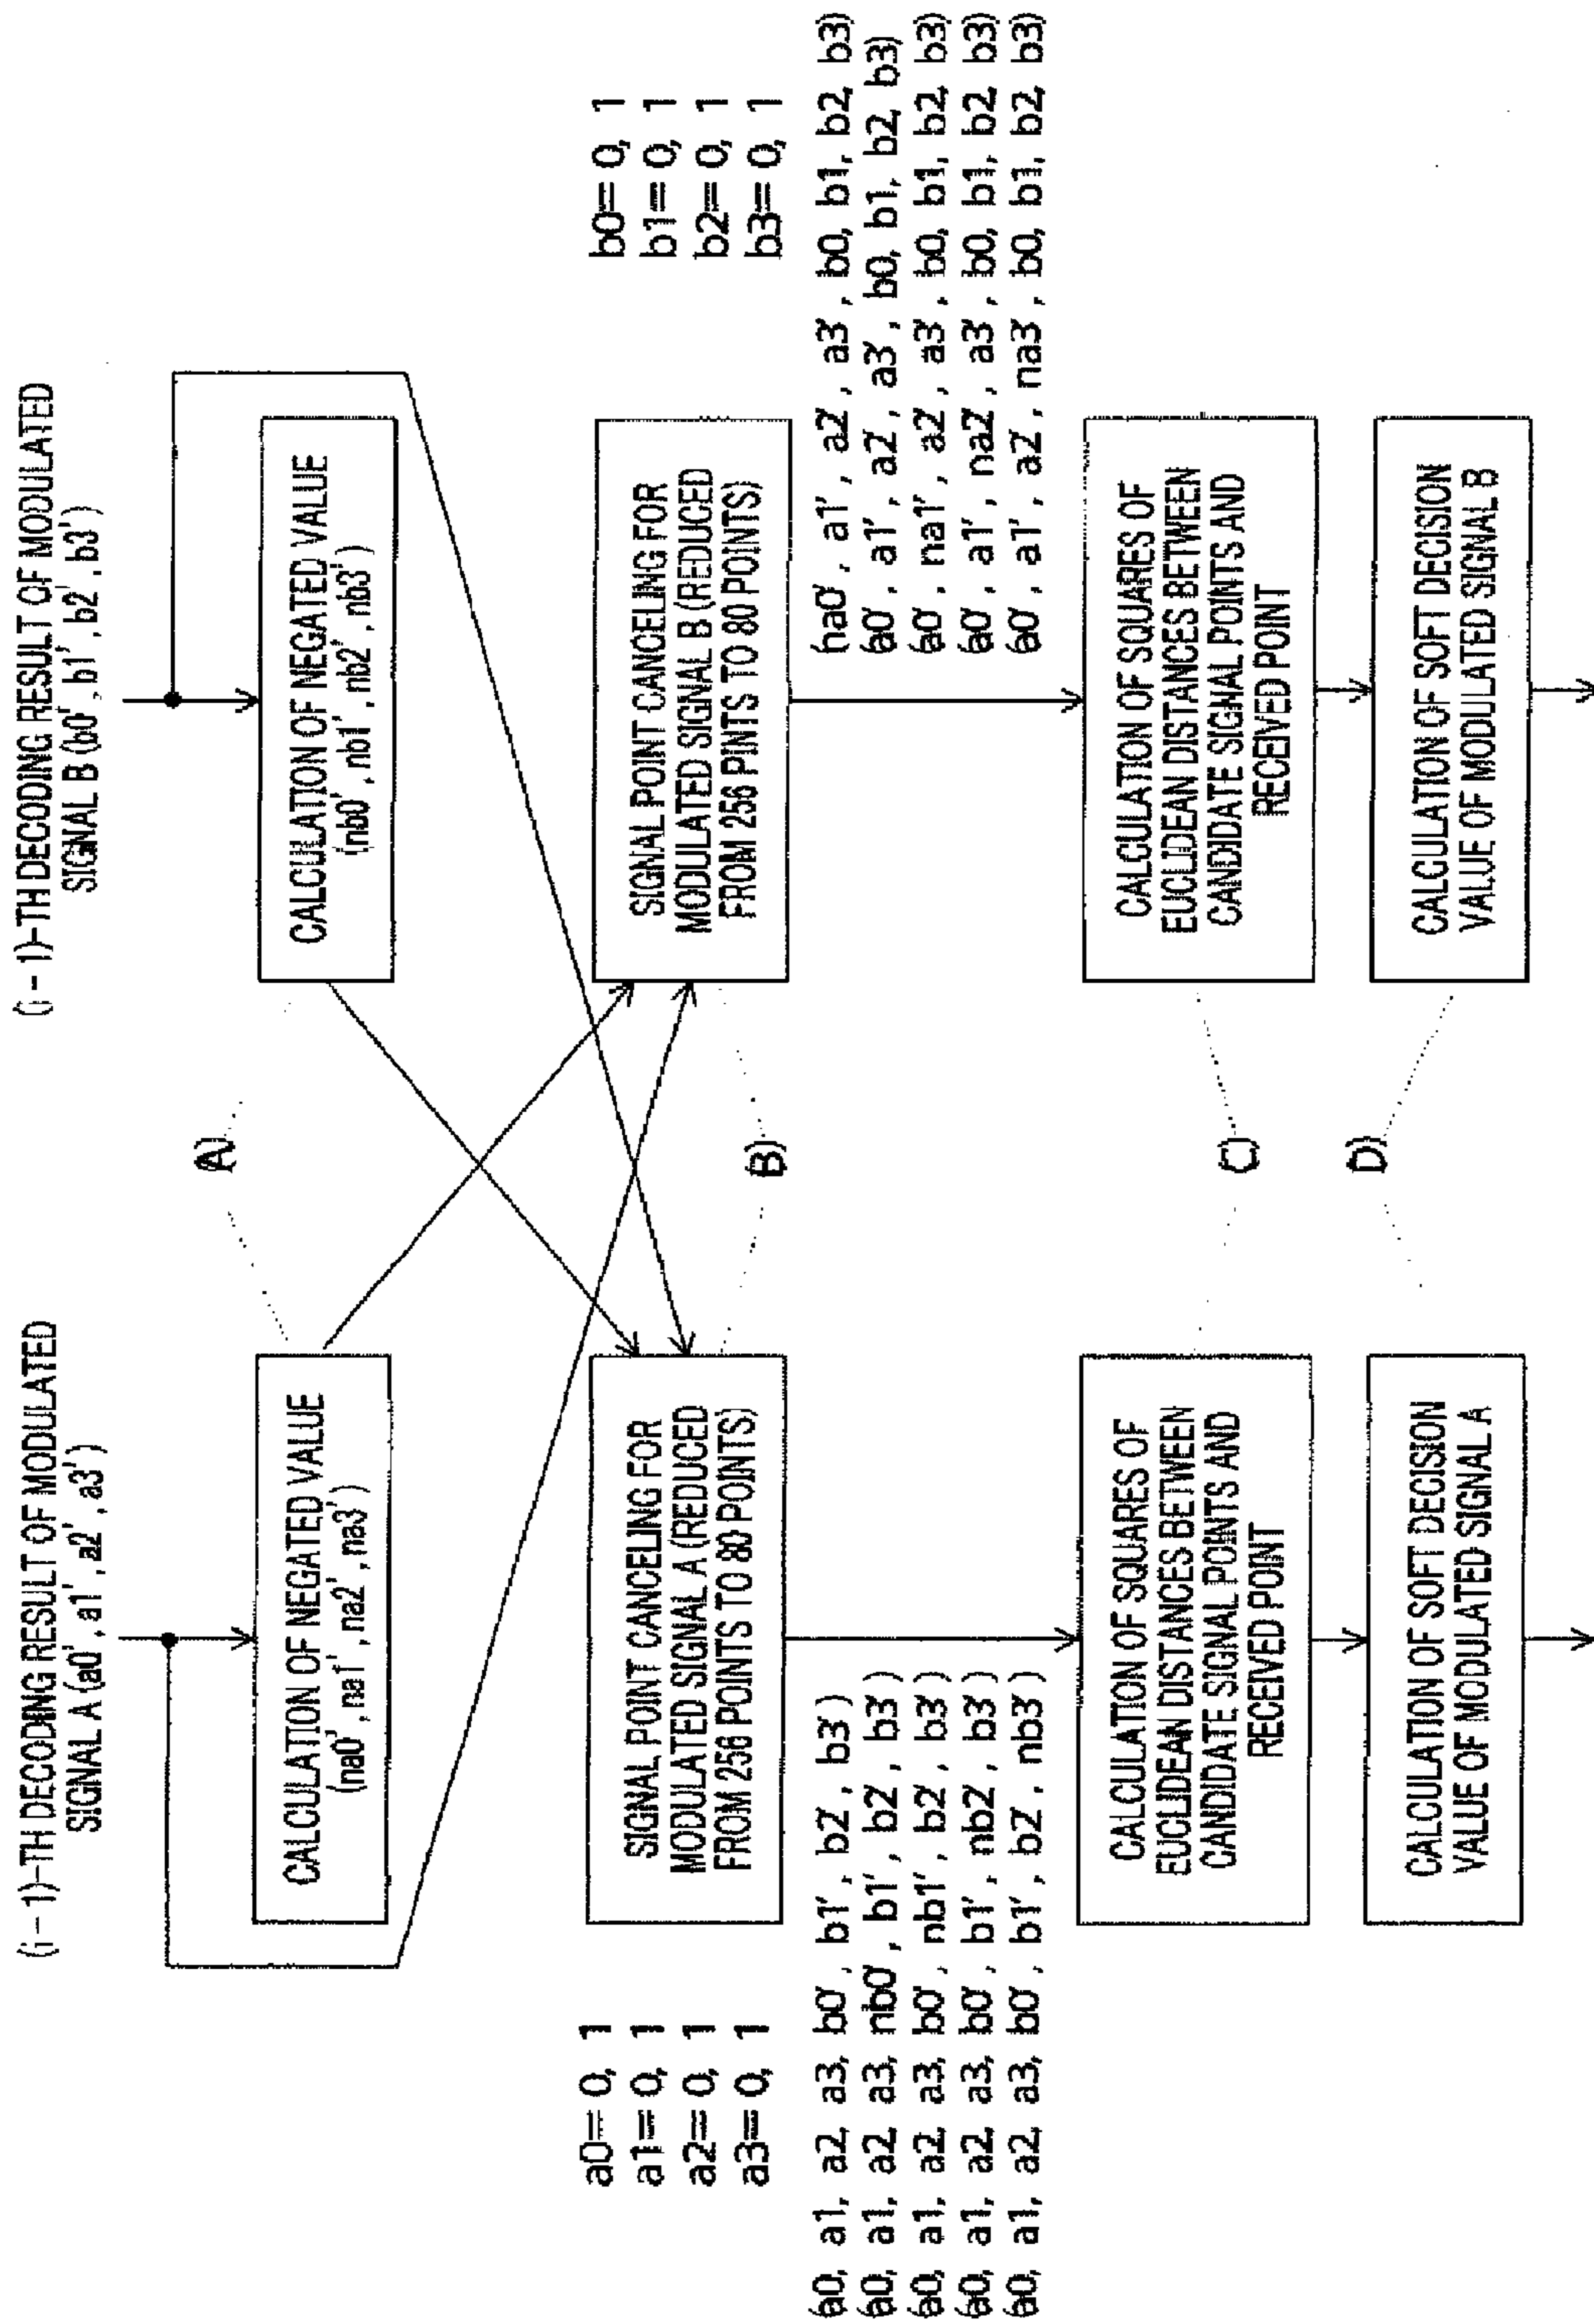 (i - 1)-TH DECODING RESULT OF MODULATED
SIGNAL A (a0', a1', a2', a3')
(i - 1)-TH DECODING RESULT OF MODULATED
SIGNAL B (b0', b1', b2', b3')
A)
CALCULATION OF NEGATED VALUE
(na0', na1', na2', na3')
CALCULATION OF NEGATIVE VALUE
(nb0', nb1', nb2', nb3')
a0= 0, 1
a1= 0, 1
a2= 0, 1
a3= 0, 1
SIGNAL POINT CANCELING FOR
MODULATED SIGNAL A (REDUCED
FROM 256 POINTS TO 80 POINTS)
B)
SIGNAL POINT CANCELING FOR
MODULATED SIGNAL B (REDUCED
FROM 256 PINTS TO 80 POINTS)
b0= 0, 1
b1= 0, 1
b2= 0, 1
b3= 0, 1
(a0, a1, a2, a3, b0', b1', b2', b3')
(a0, a1, a2, a3, nb0', b1', b2', b3')
(a0, a1, a2, a3, b0', nb1', b2', b3')
(a0, a1, a2, a3, b0', b1', nb2', b3')
(a0, a1, a2, a3, b0', b1', b2', nb3')
(na0', a1', a2', a3', b0, b1, b2, b3)
(a0', a1', a2', a3', b0, b1, b2, b3)
(a0', na1', a2', a3', b0, b1, b2, b3)
(a0', a1', na2', a3', b0, b1, b2, b3)
(a0', a1', a2', na3', b0, b1, b2, b3)
CALCULATION OF SQUARES OF
EUCLIDEAN DISTANCES BETWEEN
CANDIDATE SIGNAL POINTS AND
RECEIVED POINT
C)
CALCULATION OF SQUARES OF
EUCLIDEAN DISTANCES BETWEEN
CANDIDATE SIGNAL POINTS AND
RECEIVED POINT
CALCULATION OF SOFT DECISION
VALUE OF MODULATED SIGNAL A
D)
CALCULATION OF SOFT DECISION
VALUE OF MODULATED SIGNAL B